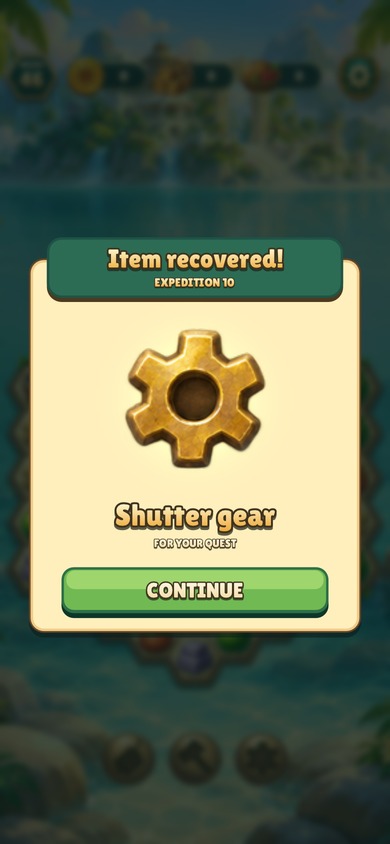 Item recovered!
EXPEDITION 10
Shutter gear
FOR YOUR QUEST
CONTINUE